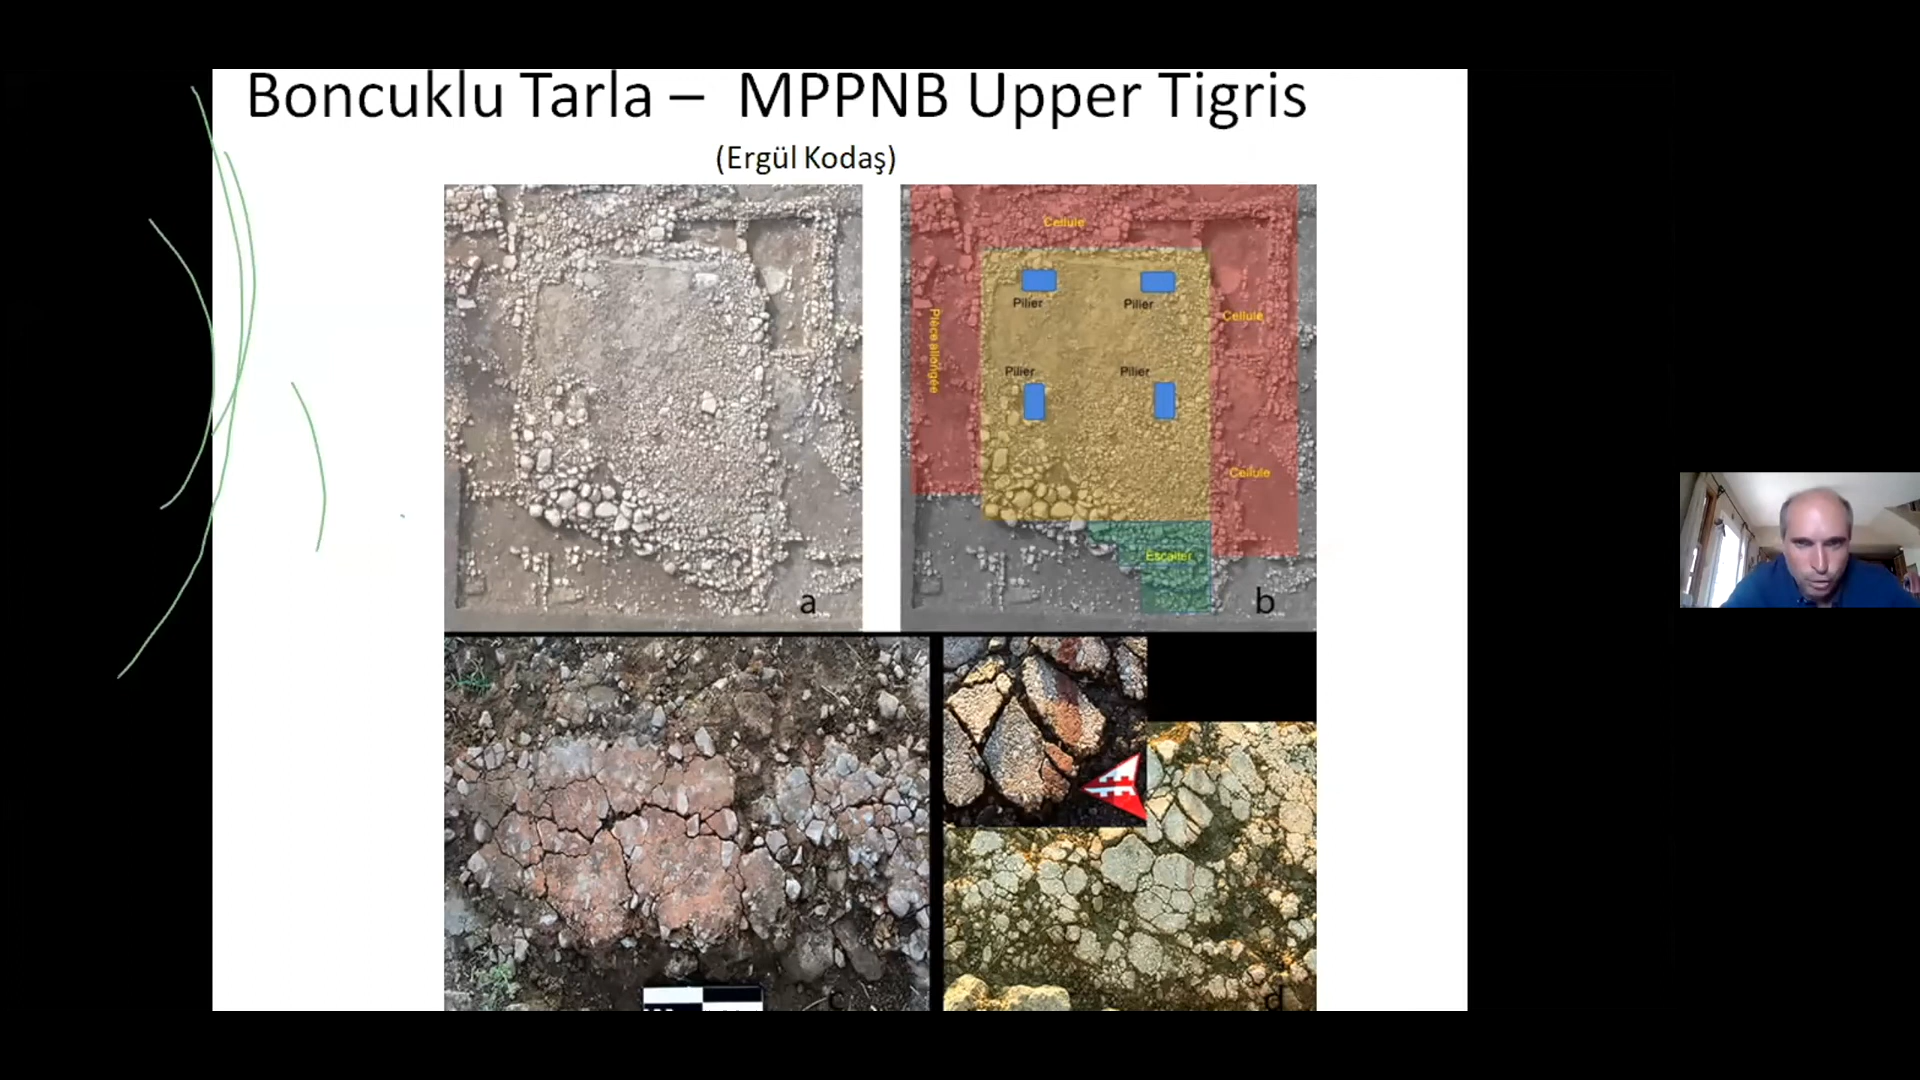 Boncuklu Tarla – MPPNB Upper Tigris
(Ergül Kodaş)
Cellule
Pilier
Pilier
Pièce allongée
Cellule
Pilier
Pilier
Cellule
Escalier
a
b
c
d